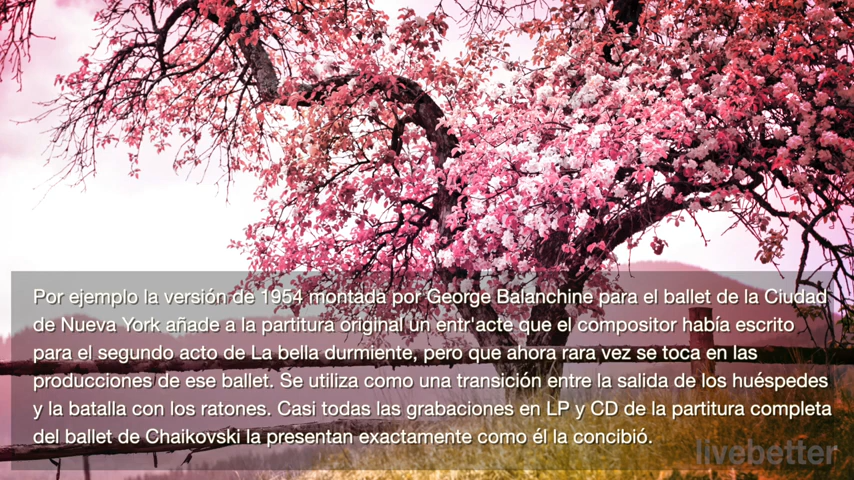 Por ejemplo la versión de 1954 montada por George Balanchine para el ballet de la Ciudad
de Nueva York añade a la partitura original un entr'acte que el compositor había escrito
para el segundo acto de La bella durmiente, pero que ahora rara vez se toca en las
producciones de ese ballet. Se utiliza como una transición entre la salida de los huéspedes
y la batalla con los ratones. Casi todas las grabaciones en LP y CD de la partitura completa
del ballet de Chaikovski la presentan exactamente como él la concibió.
livebetter